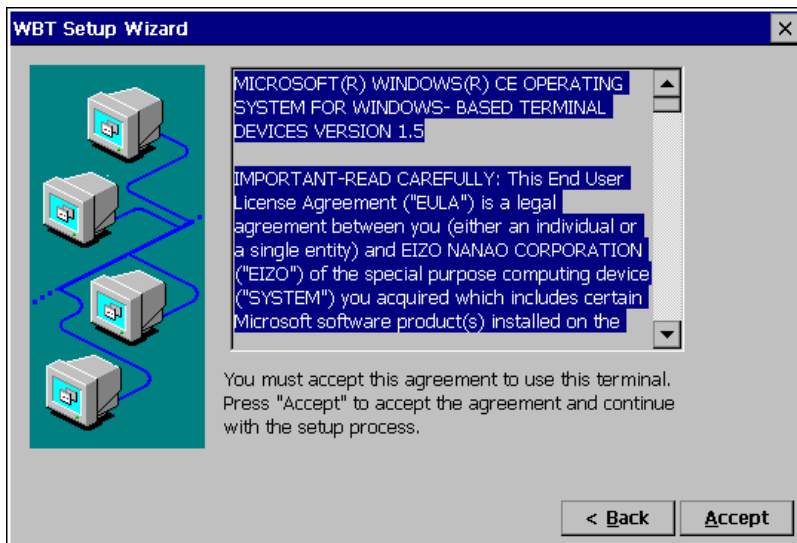 WBT Setup Wizard
MICROSOFT(R) WINDOWS(R) CE OPERATING
SYSTEM FOR WINDOWS- BASED TERMINAL
DEVICES VERSION 1.5
IMPORTANT-READ CAREFULLY: This End User
License Agreement ("EULA") is a legal
agreement between you (either an individual or
a single entity) and EIZO NANAO CORPORATION
("EIZO") of the special purpose computing device
("SYSTEM") you acquired which includes certain
Microsoft software product(s) installed on the
You must accept this agreement to use this terminal.
Press "Accept" to accept the agreement and continue
with the setup process.
< Back
Accept